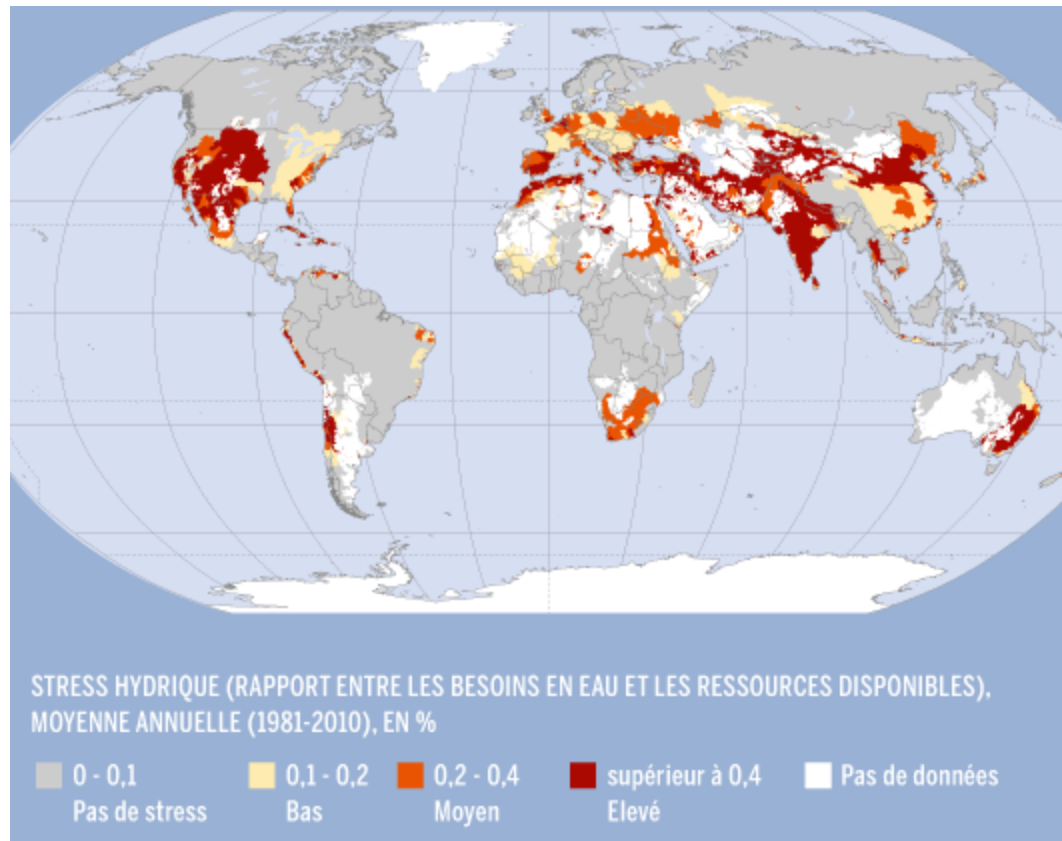 STRESS HYDRIQUE (RAPPORT ENTRE LES BESOINS EN EAU ET LES RESSOURCES DISPONIBLES),
MOYENNE ANNUELLE (1981-2010), EN %
0 - 0,1
Pas de stress
0,1 - 0,2
Bas
0,2 - 0,4
Moyen
supérieur à 0,4
Elevé
Pas de données